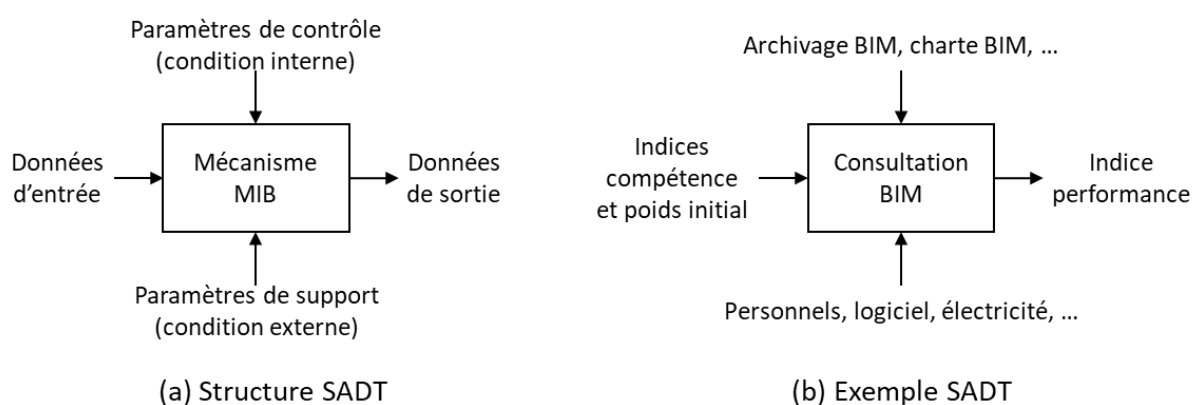 Paramètres de contrôle
(condition interne)
Données
d’entrée
Mécanisme
MIB
Données
de sortie
Paramètres de support
(condition externe)
(a) Structure SADT
Archivage BIM, charte BIM, ...
Indices
compétence
et poids initial
Consultation
BIM
Indice
performance
Personnels, logiciel, électricité, ...
(b) Exemple SADT